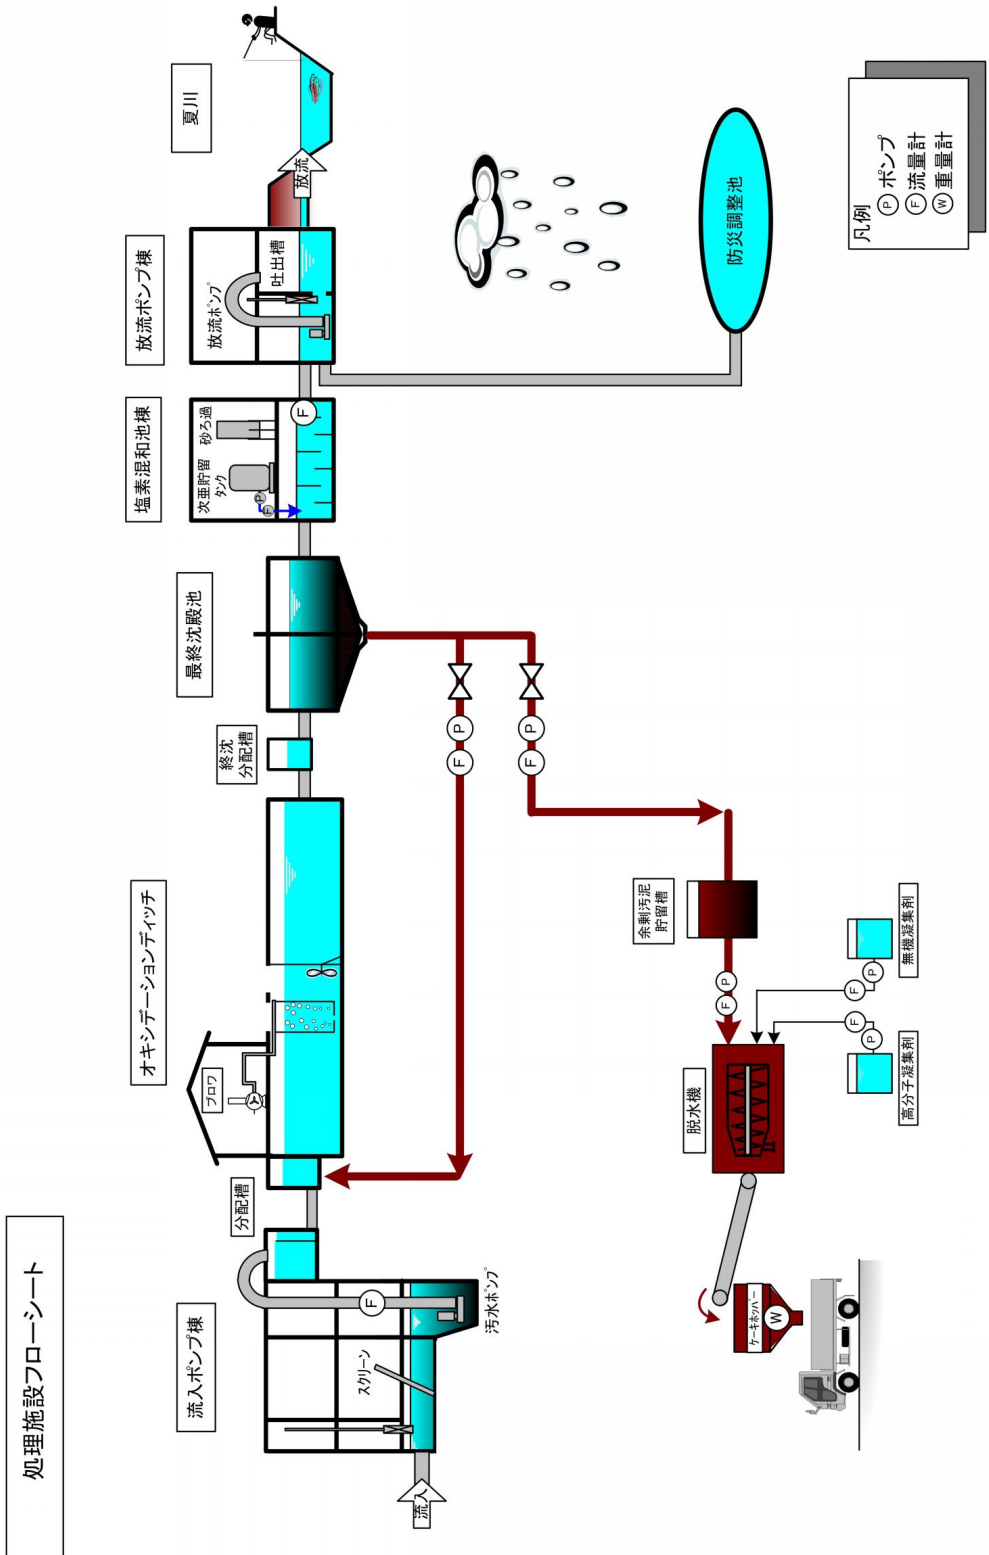 処理施設フローシート
流入ポンプ棟
分配槽
オキシデーションディッチ
終沈
分配槽
最終沈殿池
塩素混和池棟
放流ポンプ棟
夏川
流入
スクリーン
F
汚水ポンプ
ブロワ
次亜貯留
タンク
砂ろ過
P
F
F
放流ポンプ
吐出槽
放流
F
P
F
P
防災調整池
余剰汚泥
貯留槽
F
P
脱水機
ケーキホッパー
W
P
F
高分子凝集剤
F
P
無機凝集剤
凡例
P ポンプ
F 流量計
W 重量計